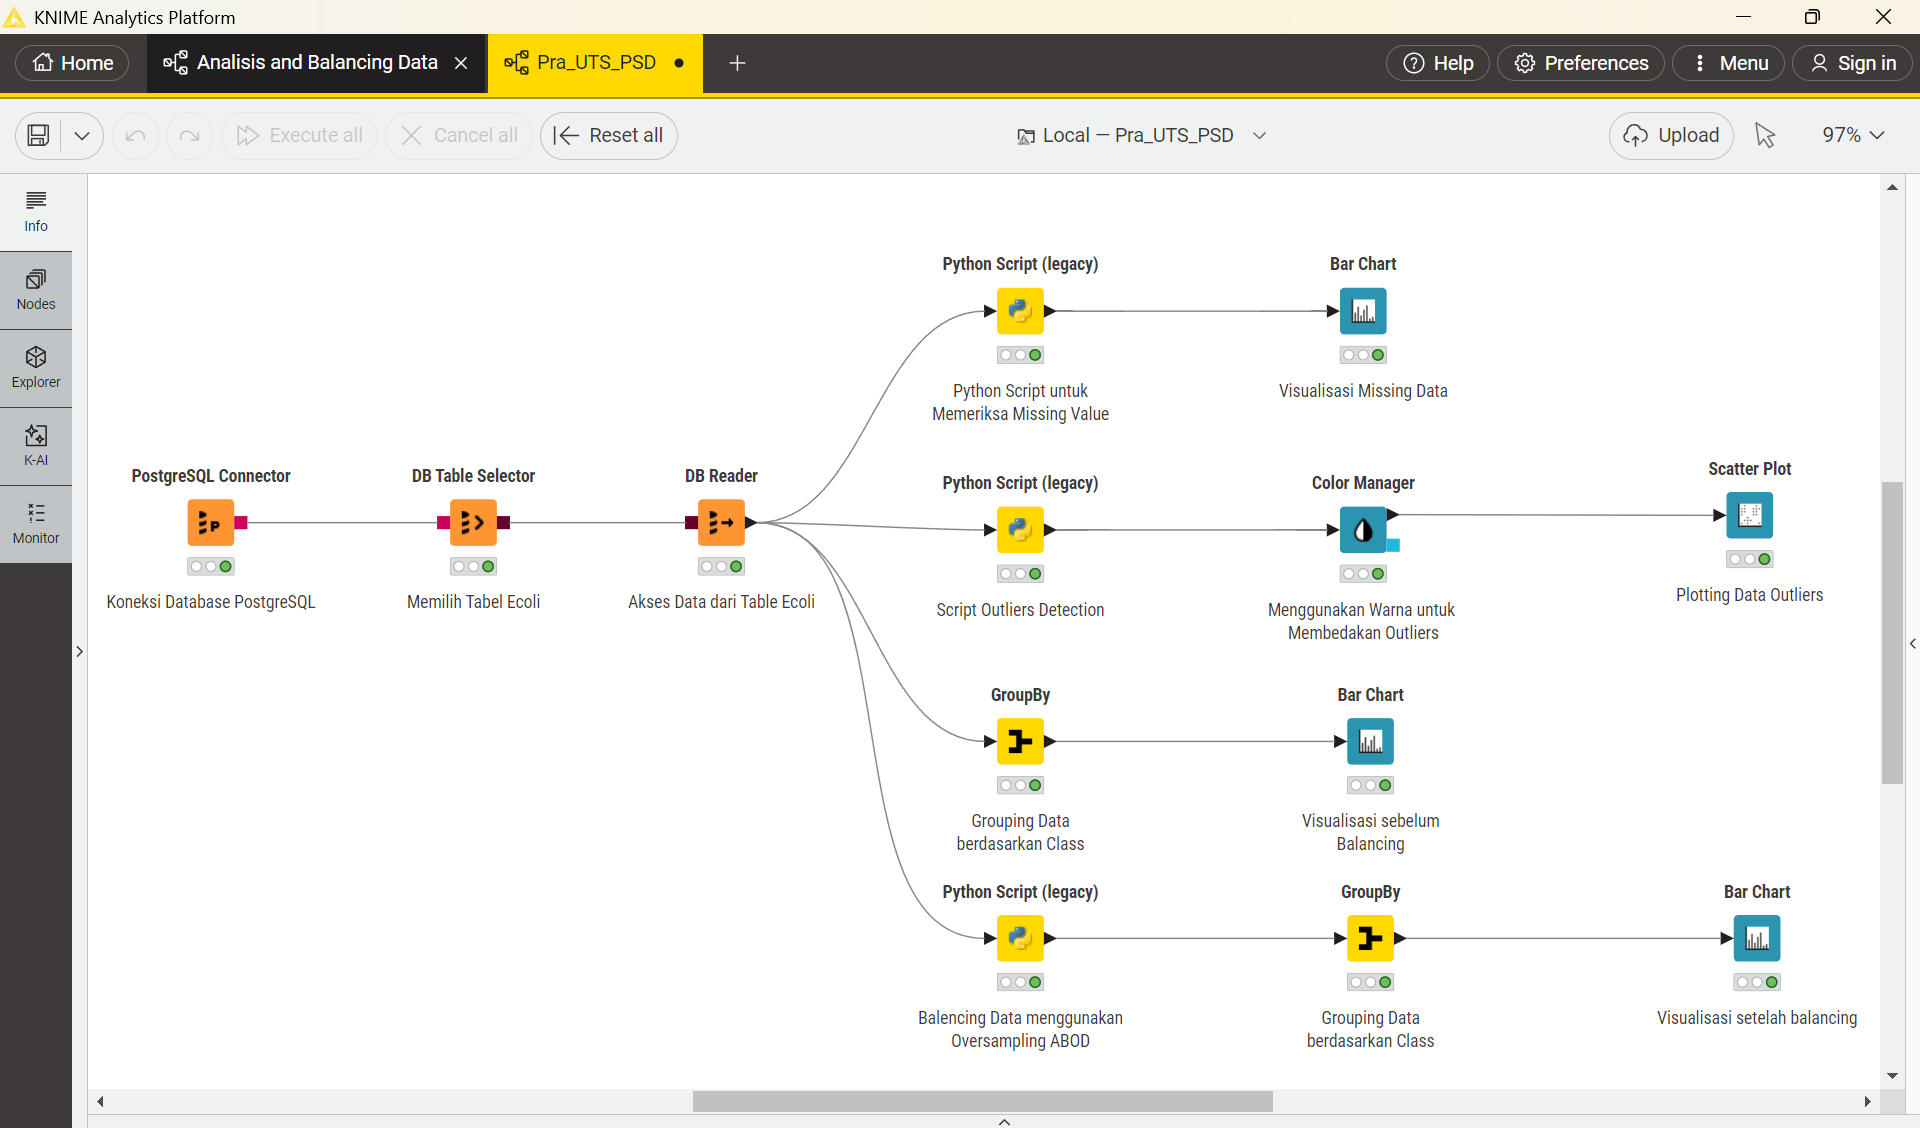 KNIME Analytics Platform
Home
Analisis and Balancing Data
Pra_UTS_PSD
Help
Preferences
Menu
Sign in
Execute all
Cancel all
Reset all
Local — Pra_UTS_PSD
Upload
97%
Info
Nodes
Explorer
K-AI
Monitor
Python Script (legacy)
Bar Chart
Python Script untuk
Memeriksa Missing Value
Visualisasi Missing Data
PostgreSQL Connector
DB Table Selector
DB Reader
Python Script (legacy)
Color Manager
Scatter Plot
P
Koneksi Database PostgreSQL
Memilih Tabel Ecoli
Akses Data dari Table Ecoli
Script Outliers Detection
Menggunakan Warna untuk
Membedakan Outliers
Plotting Data Outliers
GroupBy
Bar Chart
Grouping Data
berdasarkan Class
Visualisasi sebelum
Balancing
Python Script (legacy)
GroupBy
Bar Chart
Balencing Data menggunakan
Oversampling ABOD
Grouping Data
berdasarkan Class
Visualisasi setelah balancing